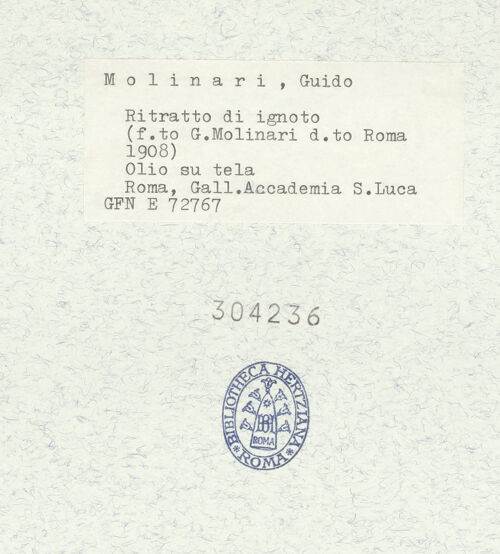 M o l i n a r i , Guido
Ritratto di ignoto
(f.to G.Molinari d.to Roma
1908)
Olio su tela
Roma, Gall.Accademia S.Luca
GFN E 72767
304236
BIBLIOTHECA HERTZIANA
ROMA
* ROMA *